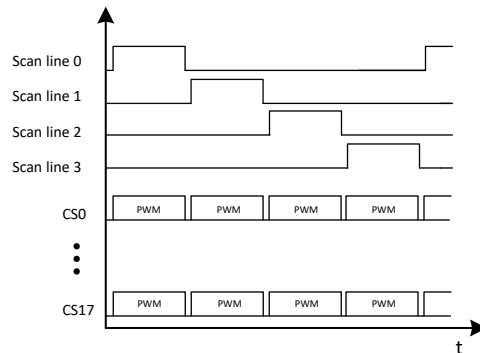 Scan line 0
Scan line 1
Scan line 2
Scan line 3
CS0 PWM PWM PWM PWM
CS17 PWM PWM PWM PWM
t